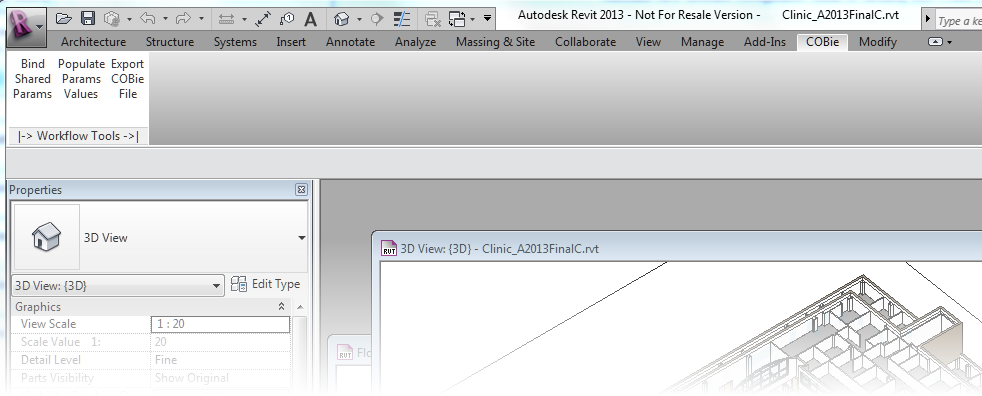 Autodesk Revit 2013 - Not For Resale Version - Clinic_A2013FinalC.rvt
Type a ke
Architecture Structure Systems Insert Annotate Analyze Massing & Site Collaborate View Manage Add-Ins COBie Modify
Bind Populate Export
Shared Params COBie
Params Values File
|-> Workflow Tools ->|
Properties
3D View
RVT 3D View: {3D} - Clinic_A2013FinalC.rvt
3D View: {3D} Edit Type
Graphics
View Scale 1 : 20
Scale Value 1: 20
RVT Flo
Detail Level Fine
Parts Visibility Show Original